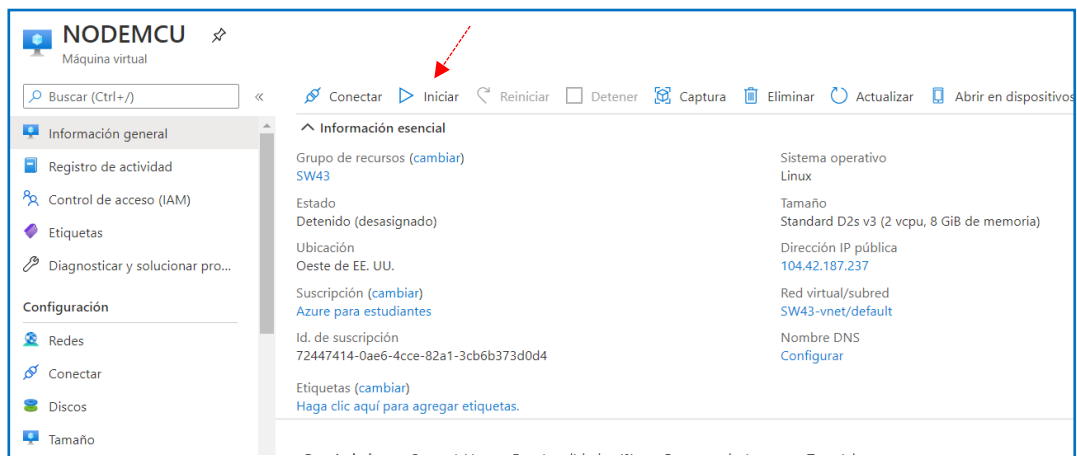 NODEMCU
Máquina virtual
Buscar (Ctrl+/)
«
Conectar Iniciar Reiniciar Detener Captura Eliminar Actualizar Abrir en dispositivos
Información general
Registro de actividad
Control de acceso (IAM)
Etiquetas
Diagnosticar y solucionar pro...
Configuración
Redes
Conectar
Discos
Tamaño
Información esencial
Grupo de recursos (cambiar)
SW43
Estado
Detenido (desasignado)
Ubicación
Oeste de EE. UU.
Suscripción (cambiar)
Azure para estudiantes
Id. de suscripción
72447414-0ae6-4cce-82a1-3cb6b373d0d4
Etiquetas (cambiar)
Haga clic aquí para agregar etiquetas.
Sistema operativo
Linux
Tamaño
Standard D2s v3 (2 vcpu, 8 GiB de memoria)
Dirección IP pública
104.42.187.237
Red virtual/subred
SW43-vnet/default
Nombre DNS
Configurar